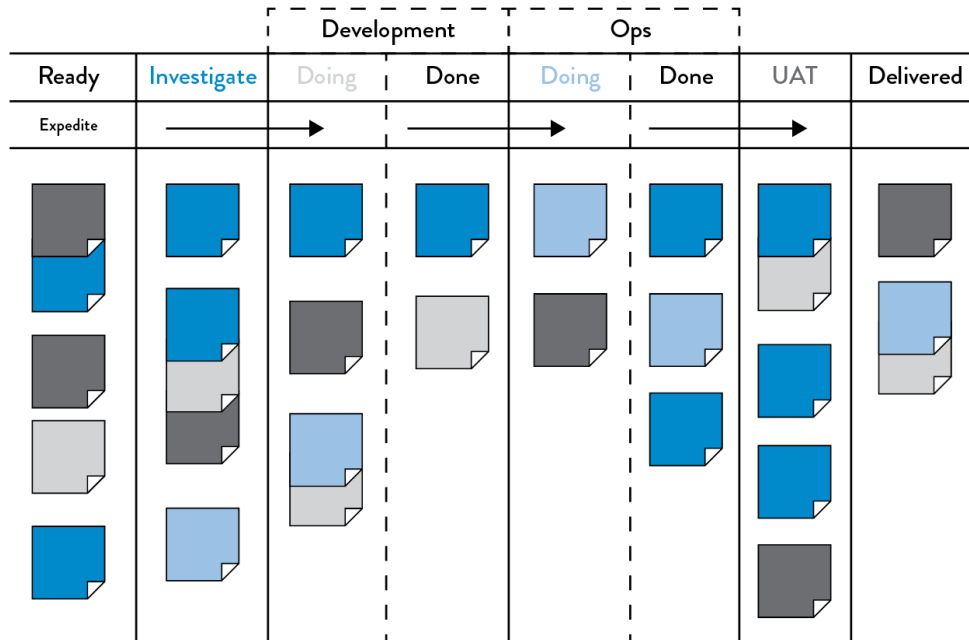 Development Ops
Ready Investigate Doing Done Doing Done UAT Delivered
Expedite